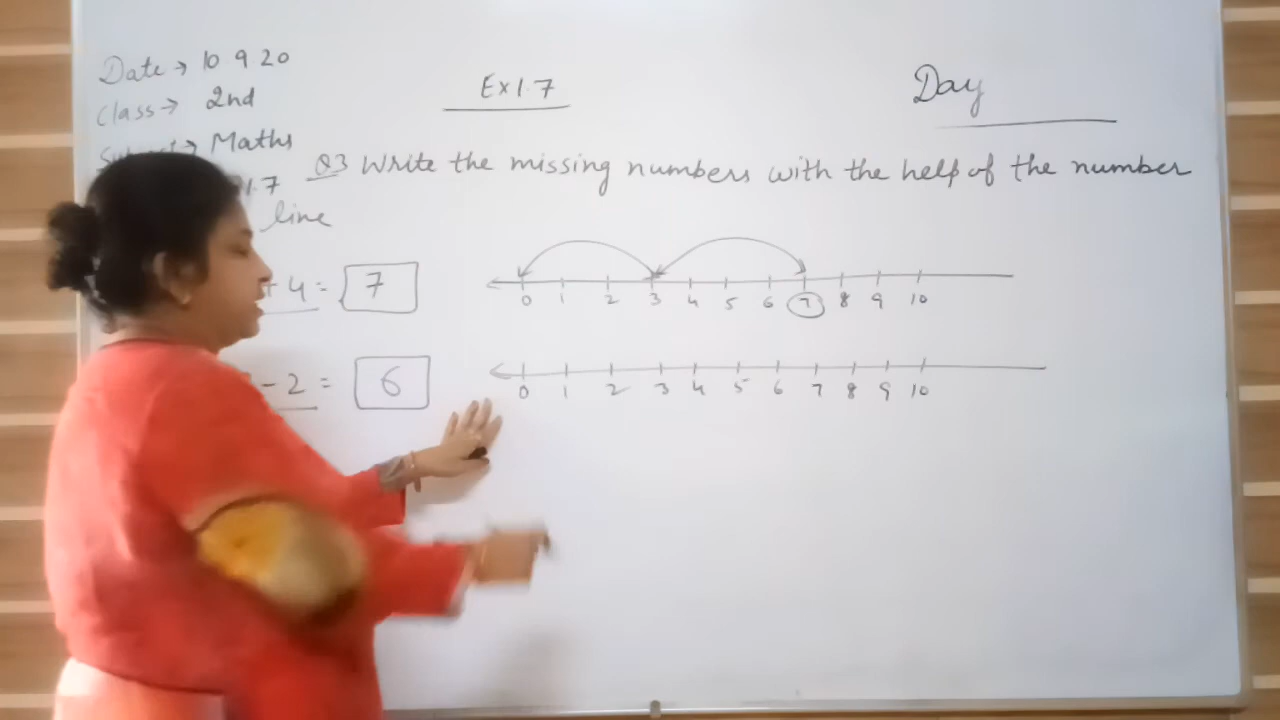 Date → 10 9 20
Class → 2nd
Maths
1.7
Ex 1.7
Day
Q3 Write the missing numbers with the help of the number
line
+ 4 = 7
0 1 2 3 4 5 6 7 8 9 10
- 2 = 6
0 1 2 3 4 5 6 7 8 9 10